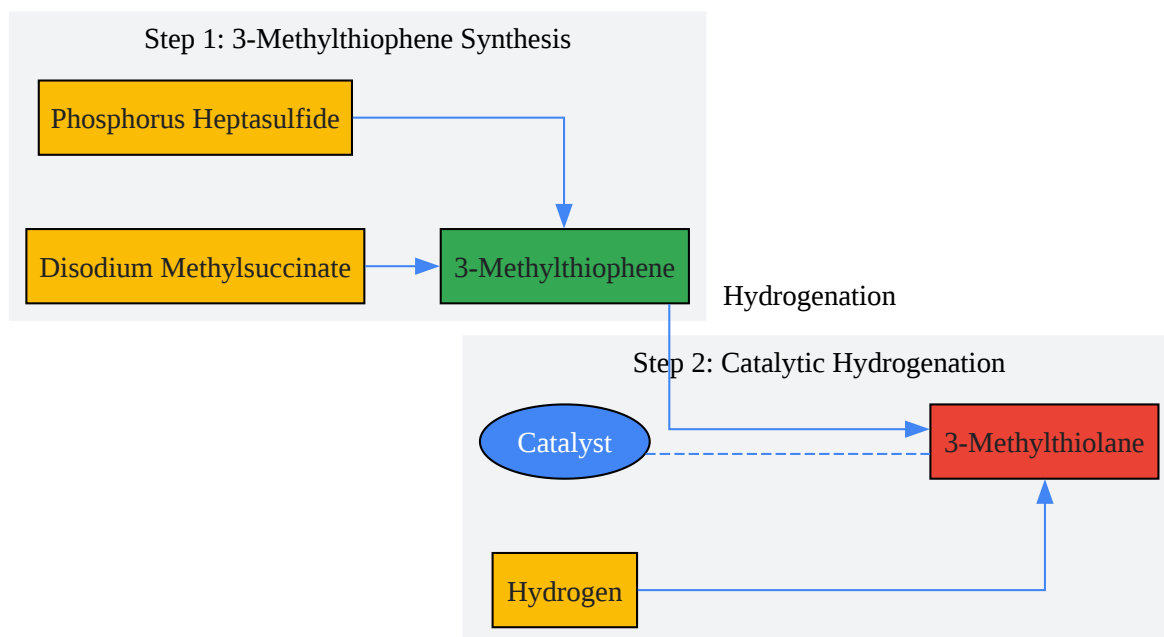 Step 1: 3-Methylthiophene Synthesis
Phosphorus Heptasulfide
Disodium Methylsuccinate
3-Methylthiophene
Hydrogenation
Step 2: Catalytic Hydrogenation
Catalyst
3-Methylthiolane
Hydrogen